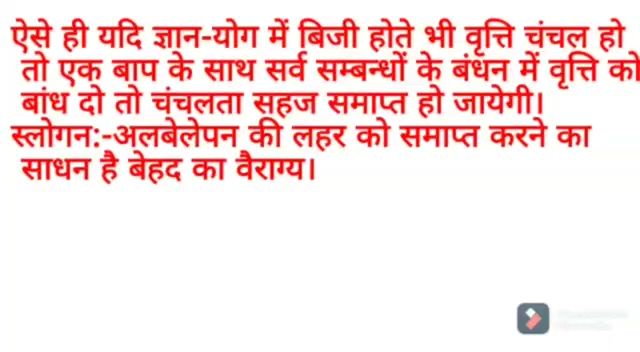 ऐसे ही यदि ज्ञान-योग में बिजी होते भी वृत्ति चंचल हो
तो एक बाप के साथ सर्व सम्बन्धों के बंधन में वृत्ति को
बांध दो तो चंचलता सहज समाप्त हो जायेगी।
स्लोगन:-अलबेलेपन की लहर को समाप्त करने का
साधन है बेहद का वैराग्य।